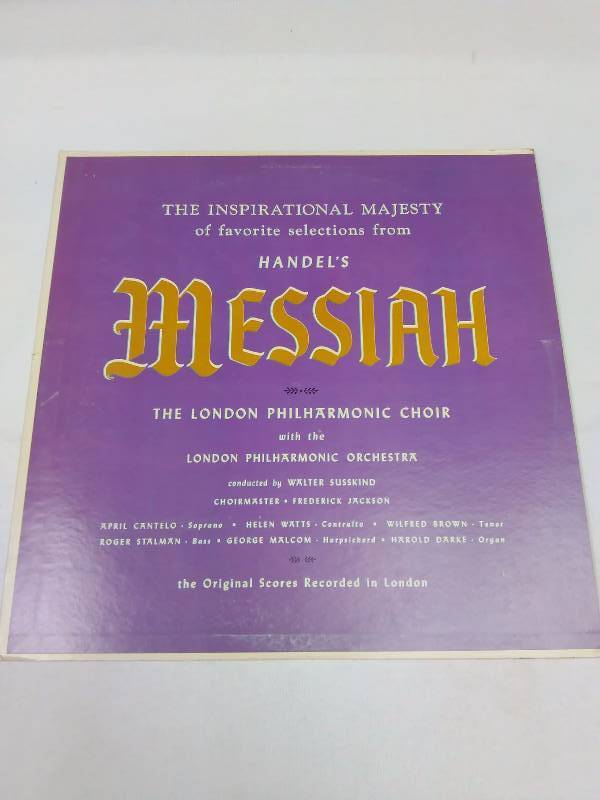 THE INSPIRATIONAL MAJESTY
of favorite selections from
HANDEL'S
MESSIAH
THE LONDON PHILHARMONIC CHOIR
with the
LONDON PHILHARMONIC ORCHESTRA
conducted by WALTER SUSSKIND
CHOIRMASTER • FREDERICK JACKSON
APRIL CANTELO • Soprano • HELEN WATTS • Contralto • WILFRED BROWN • Tenor
ROGER STALMAN • Bass • GEORGE MALCOM • Harpsichord • HAROLD DARKE • Organ
the Original Scores Recorded in London